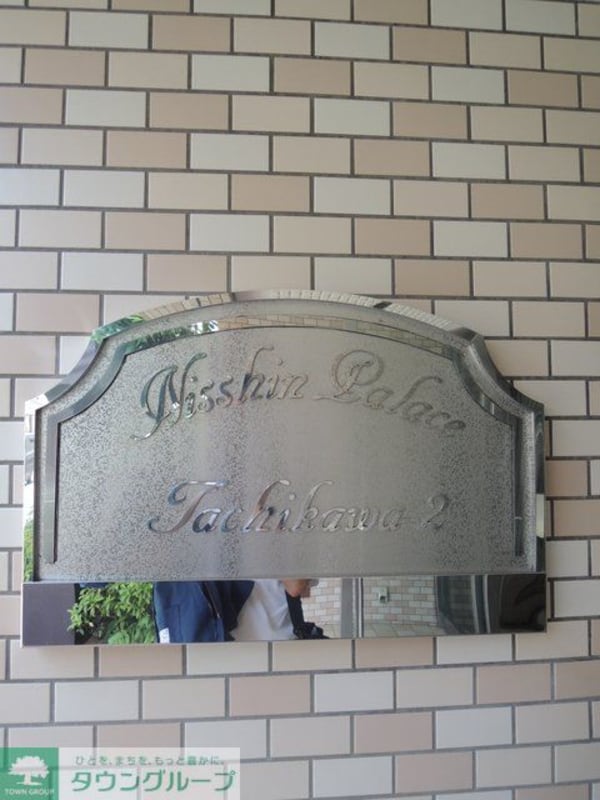 Nisshin Palace
Tachikawa 2
ひとを、まちを、もっと豊かに。
TOWN GROUP
タウングループ